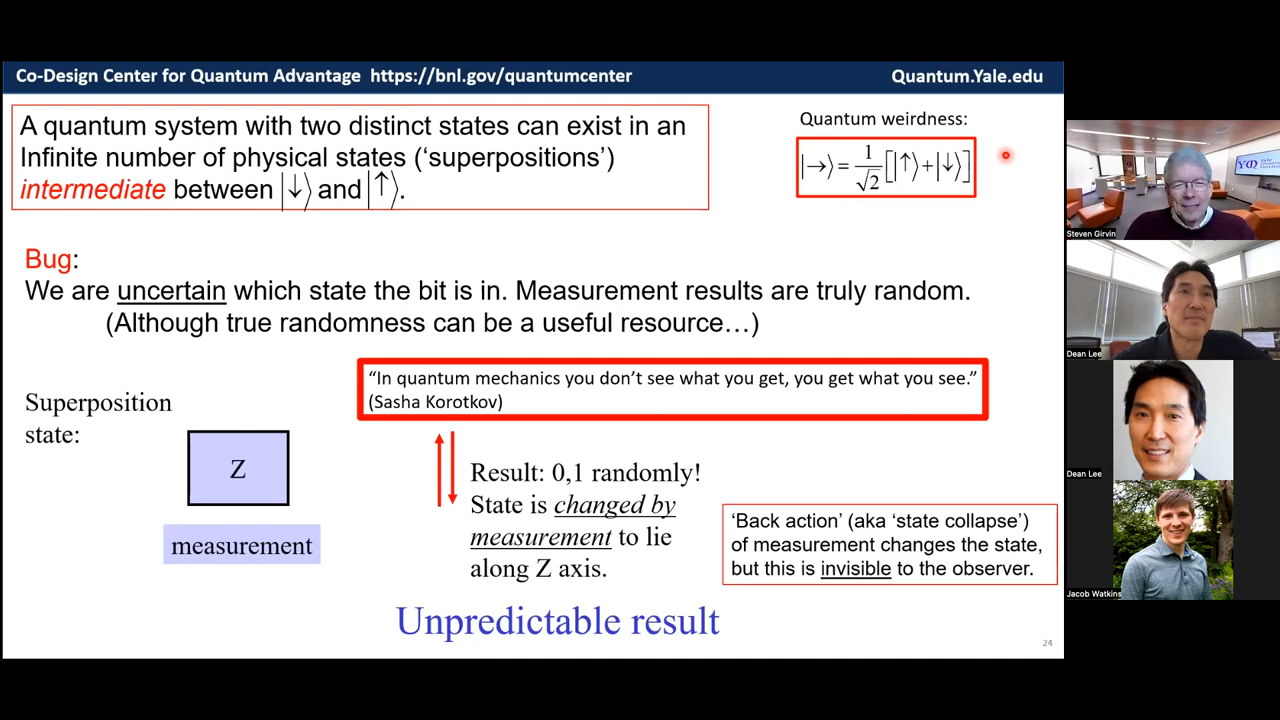 Co-Design Center for Quantum Advantage https://bnl.gov/quantumcenter
Quantum.Yale.edu
A quantum system with two distinct states can exist in an
Infinite number of physical states (‘superpositions’)
intermediate between |↓⟩ and |↑⟩.
Quantum weirdness:
|→⟩ = 1/√2 [|↑⟩+|↓⟩]
Bug:
We are uncertain which state the bit is in. Measurement results are truly random.
(Although true randomness can be a useful resource…)
“In quantum mechanics you don’t see what you get, you get what you see.”
(Sasha Korotkov)
Superposition
state:
Z
measurement
Result: 0,1 randomly!
State is changed by
measurement to lie
along Z axis.
‘Back action’ (aka ‘state collapse’)
of measurement changes the state,
but this is invisible to the observer.
Unpredictable result
24
Steven Girvin
Dean Lee
Dean Lee
Jacob Watkins